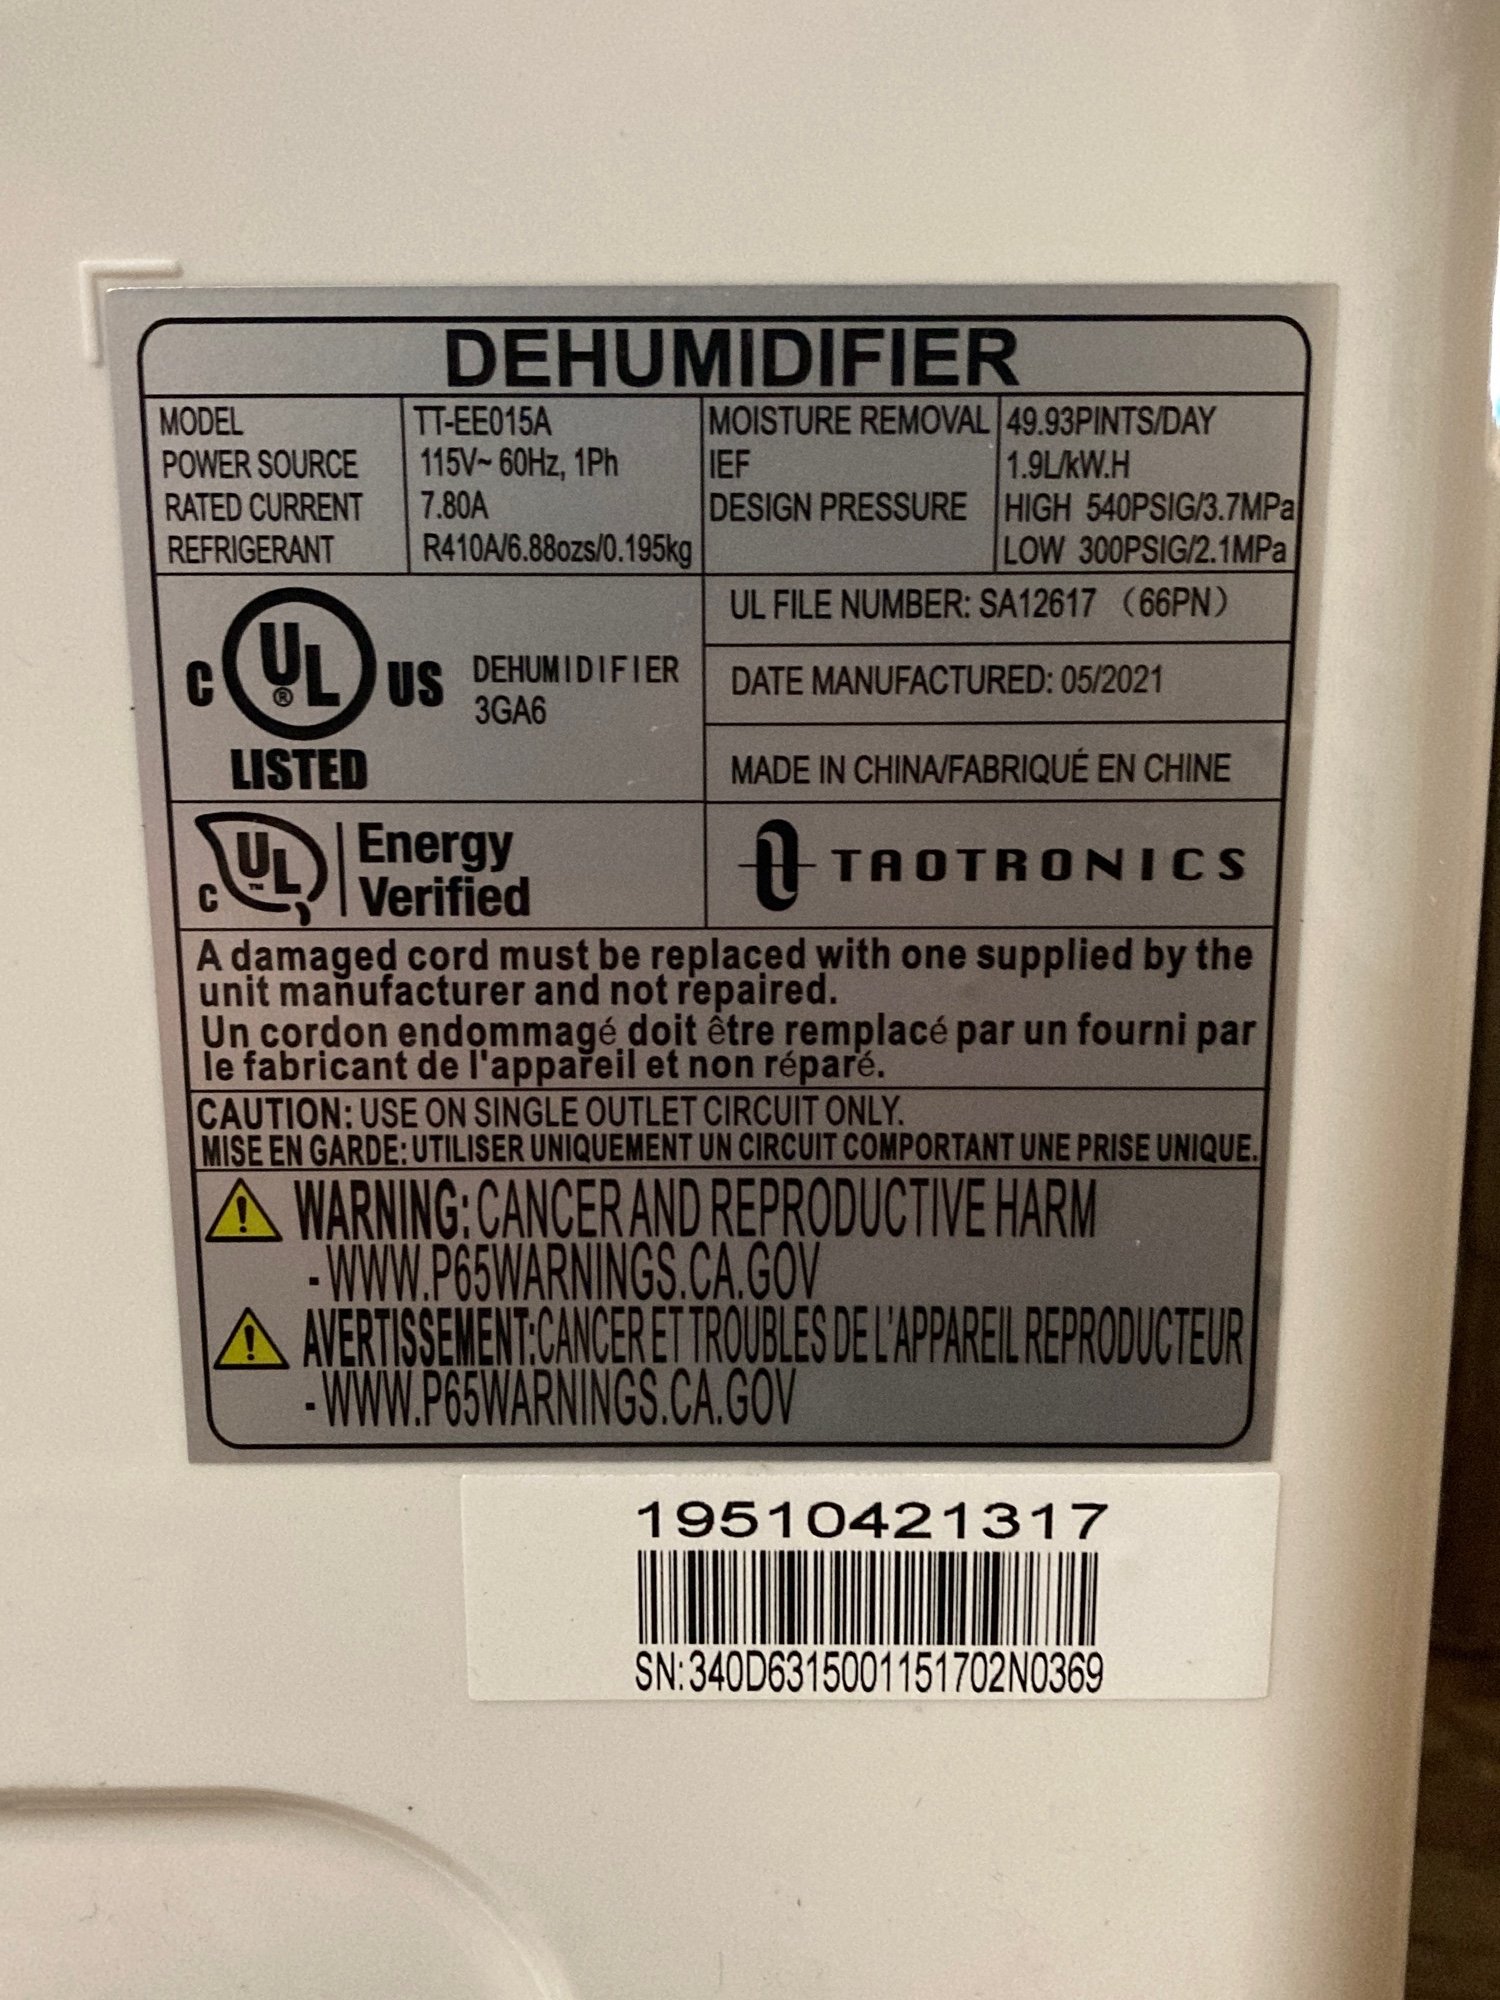 DEHUMIDIFIER
MODEL TT-EE015A MOISTURE REMOVAL 49.93PINTS/DAY
POWER SOURCE 115V~ 60Hz, 1Ph IEF 1.9L/kW.H
RATED CURRENT 7.80A DESIGN PRESSURE HIGH 540PSIG/3.7MPa
REFRIGERANT R410A/6.88ozs/0.195kg LOW 300PSIG/2.1MPa
C UL ® US LISTED
DEHUMIDIFIER
3GA6
UL FILE NUMBER: SA12617 （66PN）
DATE MANUFACTURED: 05/2021
MADE IN CHINA/FABRIQUÉ EN CHINE
C UL ™ Energy
Verified
TAOTRONICS
A damaged cord must be replaced with one supplied by the
unit manufacturer and not repaired.
Un cordon endommagé doit être remplacé par un fourni par
le fabricant de l'appareil et non réparé.
CAUTION: USE ON SINGLE OUTLET CIRCUIT ONLY.
MISE EN GARDE: UTILISER UNIQUEMENT UN CIRCUIT COMPORTANT UNE PRISE UNIQUE.
WARNING: CANCER AND REPRODUCTIVE HARM
- WWW.P65WARNINGS.CA.GOV
AVERTISSEMENT:CANCER ET TROUBLES DE L'APPAREIL REPRODUCTEUR
- WWW.P65WARNINGS.CA.GOV
19510421317
SN:340D6315001151702N0369